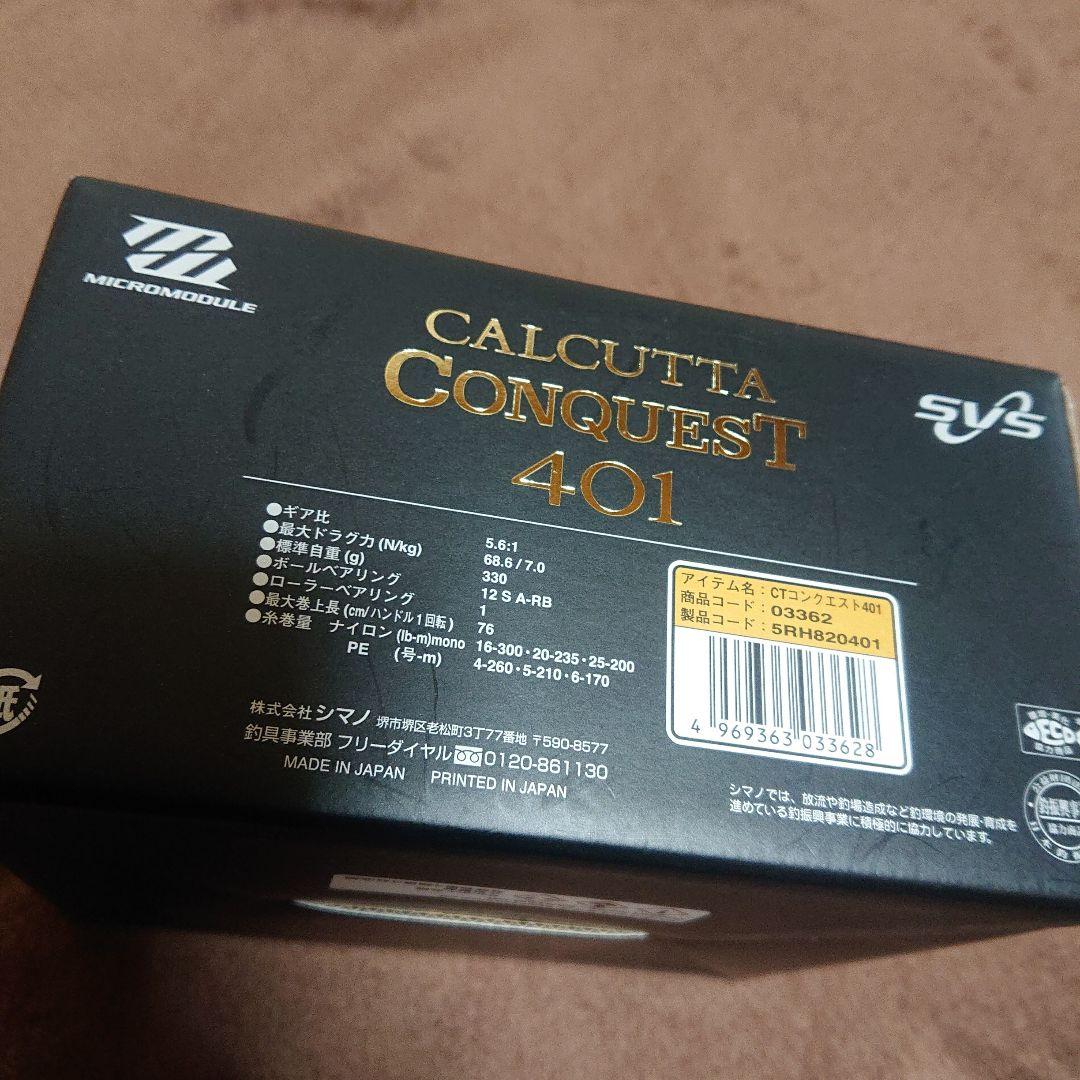 MICROMODULE
CALCUTTA
CONQUEST
401
SVS
●ギア比 5.6:1
●最大ドラグ力(N/kg) 68.6/7.0
●標準自重(g) 330
●ボールベアリング 12 S A-RB
●ローラーベアリング 1
●最大巻上長(cm/ハンドル1回転) 76
●糸巻量 ナイロン(lb-m)mono 16-300・20-235・25-200
PE (号-m) 4-260・5-210・6-170
アイテム名:CTコンクエスト401
商品コード:03362
製品コード:5RH820401
4 969363 033628
株式会社シマノ 堺市堺区老松町3丁77番地 〒590-8577
釣具事業部 フリーダイヤル 0120-861130
MADE IN JAPAN PRINTED IN JAPAN
シマノでは、放流や釣場造成など釣環境の発展・育成を
進めている釣振興事業に積極的に協力しています。
紙